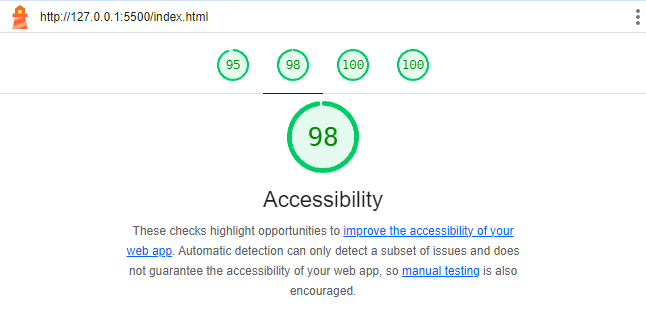 http://127.0.0.1:5500/index.html
95 98 100 100
98
Accessibility
These checks highlight opportunities to improve the accessibility of your
web app. Automatic detection can only detect a subset of issues and does
not guarantee the accessibility of your web app, so manual testing is also
encouraged.